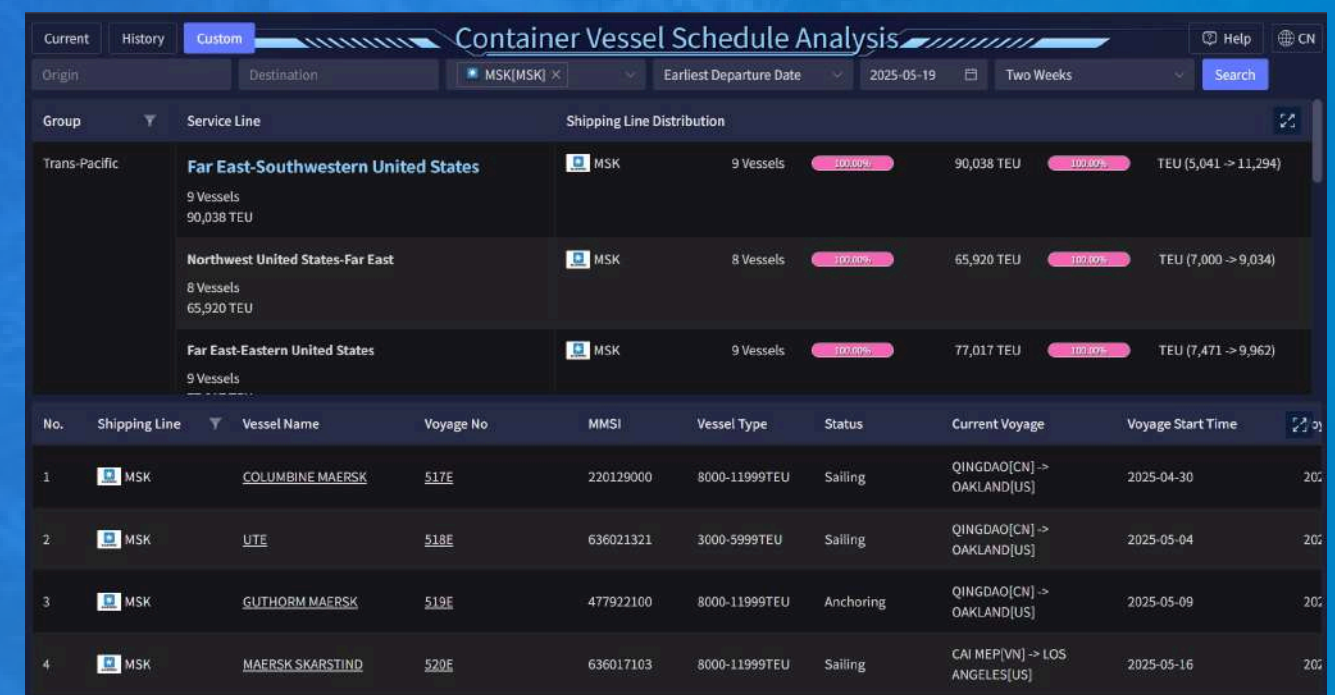 Current History Custom Container Vessel Schedule Analysis Help CN
Origin Destination MSK[MSK] × Earliest Departure Date 2025-05-19 Two Weeks Search
Group Service Line Shipping Line Distribution
Trans-Pacific Far East-Southwestern United States MSK 9 Vessels 100.00% 90,038 TEU 100.00% TEU (5,041 -> 11,294)
9 Vessels
90,038 TEU
Northwest United States-Far East MSK 8 Vessels 100.00% 65,920 TEU 100.00% TEU (7,000 -> 9,034)
8 Vessels
65,920 TEU
Far East-Eastern United States MSK 9 Vessels 100.00% 77,017 TEU 100.00% TEU (7,471 -> 9,962)
9 Vessels
No. Shipping Line Vessel Name Voyage No MMSI Vessel Type Status Current Voyage Voyage Start Time
1 MSK COLUMBINE MAERSK 517E 220129000 8000-11999TEU Sailing QINGDAO[CN] -> 2025-04-30 202
OAKLAND[US]
2 MSK UTE 518E 636021321 3000-5999TEU Sailing QINGDAO[CN] -> 2025-05-04 202
OAKLAND[US]
3 MSK GUTHORM MAERSK 519E 477922100 8000-11999TEU Anchoring QINGDAO[CN] -> 2025-05-09 202
OAKLAND[US]
4 MSK MAERSK SKARSTIND 520E 636017103 8000-11999TEU Sailing CAI MEP[VN] -> LOS 2025-05-16 202
ANGELES[US]